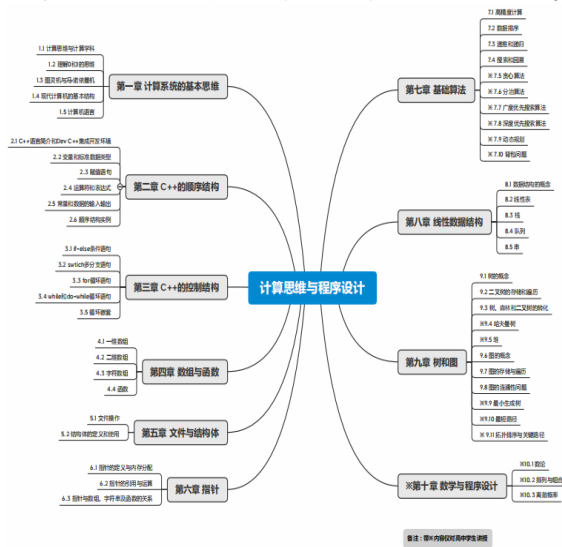 计算思维与程序设计
第一章 计算系统的基本思维
1.1 计算思维与计算学科
1.2 理解0和1的思维
1.3 图灵机与冯·诺依曼机
1.4 现代计算机的基本结构
1.5 计算机语言
第二章 C++的顺序结构
2.1 C++语言简介和Dev C++集成开发环境
2.2 变量和标准数据类型
2.3 赋值语句
2.4 运算符和表达式
2.5 常量和数据的输入输出
2.6 顺序结构实例
第三章 C++的控制结构
3.1 if-else条件语句
3.2 swtich多分支语句
3.3 for循环语句
3.4 while和do-while循环语句
3.5 循环嵌套
第四章 数组与函数
4.1 一维数组
4.2 二维数组
4.3 字符数组
4.4 函数
第五章 文件与结构体
5.1 文件操作
5.2 结构体的定义和使用
第六章 指针
6.1 指针的定义与内存分配
6.2 指针的引用与运算
6.3 指针与数组、字符串及函数的关系
第七章 基础算法
7.1 高精度计算
7.2 数据排序
7.3 递推和递归
7.4 搜索和回溯
※ 7.5 贪心算法
※ 7.6 分治算法
※ 7.7 广度优先搜索算法
※ 7.8 深度优先搜索算法
※ 7.9 动态规划
※ 7.10 背包问题
第八章 线性数据结构
8.1 数据结构的概念
8.2 线性表
8.3 栈
8.4 队列
8.5 串
第九章 树和图
9.1 树的概念
9.2 二叉树的存储和遍历
9.3 树、森林和二叉树的转化
※9.4 哈夫曼树
※9.5 堆
9.6 图的概念
9.7 图的存储与遍历
9.8 图的连通性问题
※9.9 最小生成树
※9.10 最短路径
※ 9.11 拓扑排序与关键路径
※第十章 数学与程序设计
※10.1 数论
※10.2 排列与组合
※10.3 离散概率
备注：带※内容仅对高中学生讲授